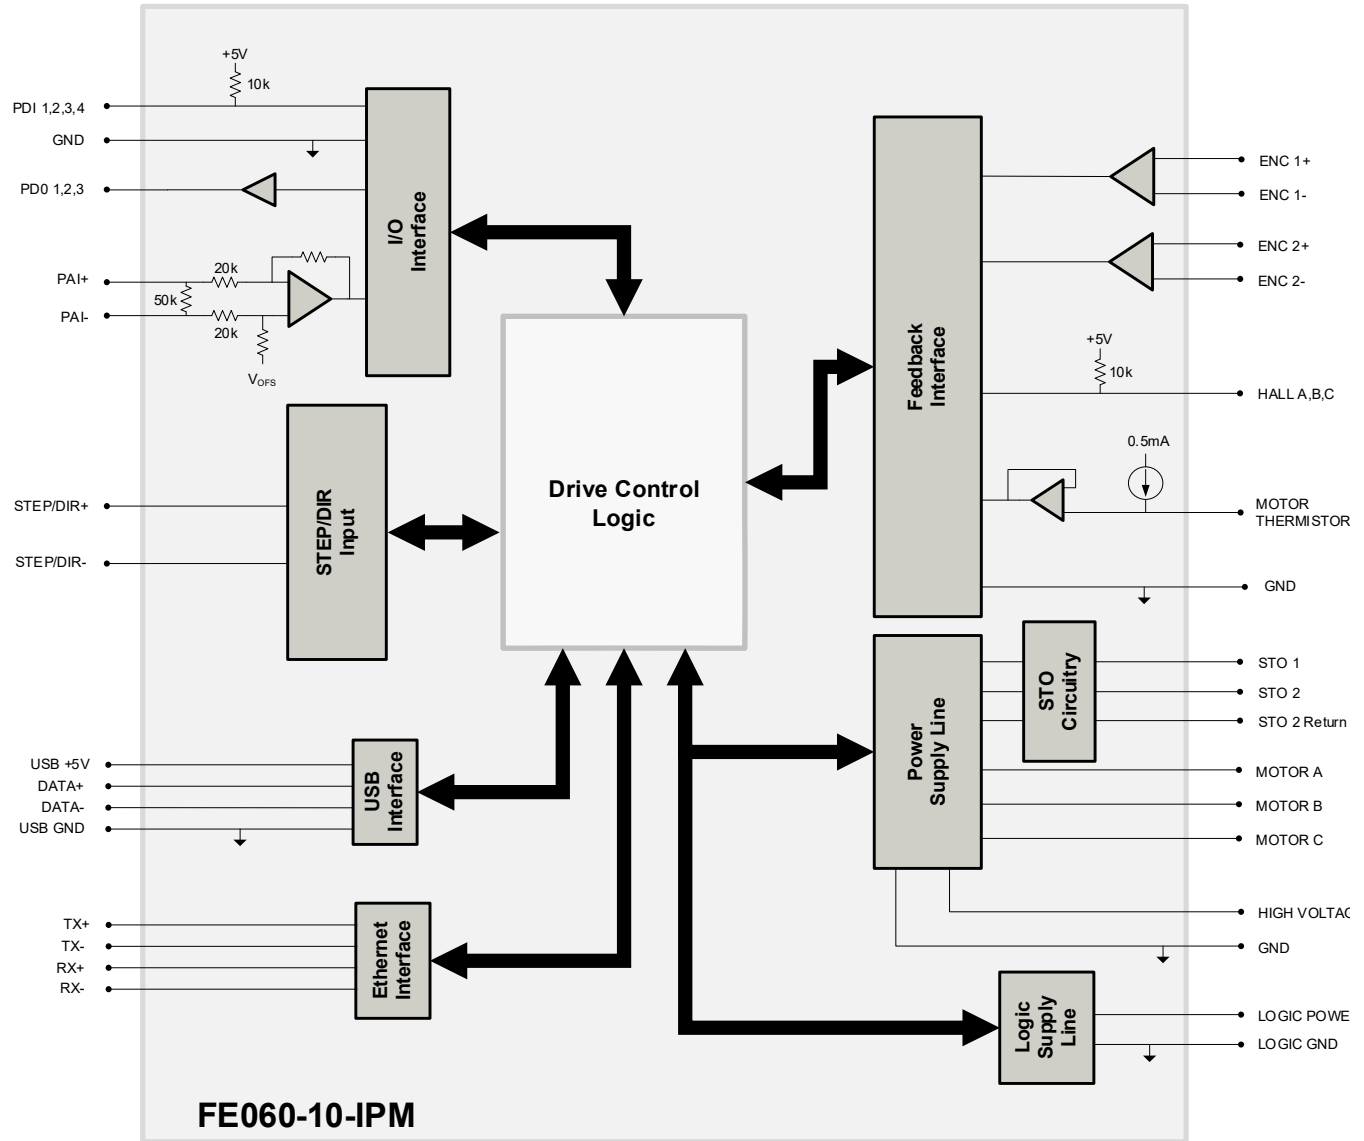 +5V
10k
PDI 1,2,3,4
GND
PD0 1,2,3
PAI+
20k
50k
PAI-
20k
VOFS
I/O
Interface
STEP/DIR+
STEP/DIR-
STEP/DIR
Input
USB +5V
DATA+
DATA-
USB GND
USB
Interface
TX+
TX-
RX+
RX-
Ethernet
Interface
Drive Control
Logic
Feedback
Interface
ENC 1+
ENC 1-
ENC 2+
ENC 2-
+5V
10k
HALL A,B,C
0.5mA
MOTOR
THERMISTOR
GND
Power
Supply Line
STO
Circuitry
STO 1
STO 2
STO 2 Return
MOTOR A
MOTOR B
MOTOR C
HIGH VOLTAG
GND
Logic
Supply
Line
LOGIC POWE
LOGIC GND
FE060-10-IPM